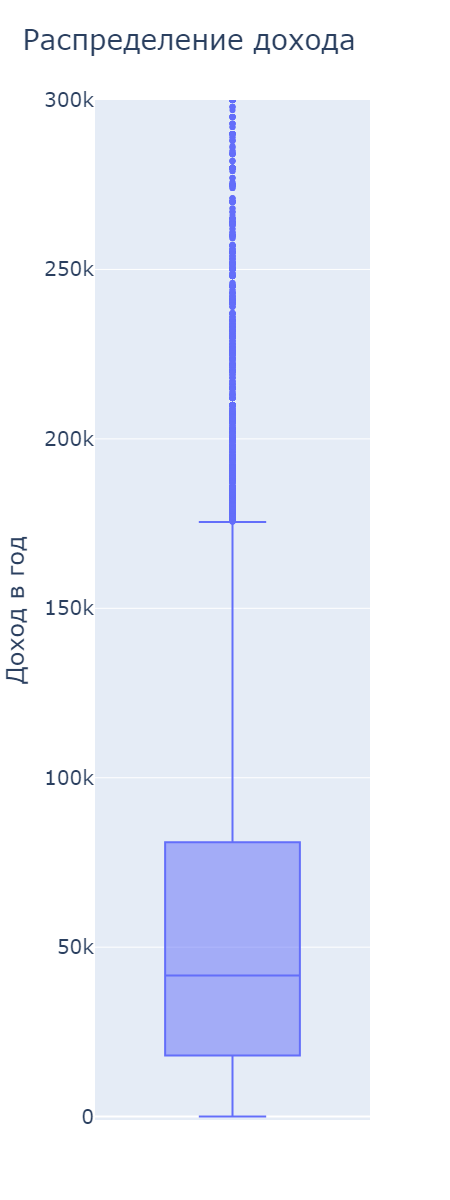 Распределение дохода
300k
250k
200k
150k
100k
50k
0
Доход в год